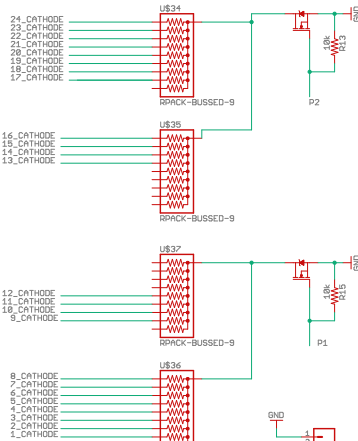 U$34
24_CATHODE
23_CATHODE
22_CATHODE
21_CATHODE
20_CATHODE
19_CATHODE
18_CATHODE
17_CATHODE
RPACK-BUSSED-9
GND
10k
R13
P2
U$35
16_CATHODE
15_CATHODE
14_CATHODE
13_CATHODE
RPACK-BUSSED-9
U$37
12_CATHODE
11_CATHODE
10_CATHODE
9_CATHODE
RPACK-BUSSED-9
GND
10k
R15
P1
U$36
8_CATHODE
7_CATHODE
6_CATHODE
5_CATHODE
4_CATHODE
3_CATHODE
2_CATHODE
1_CATHODE
GND
1